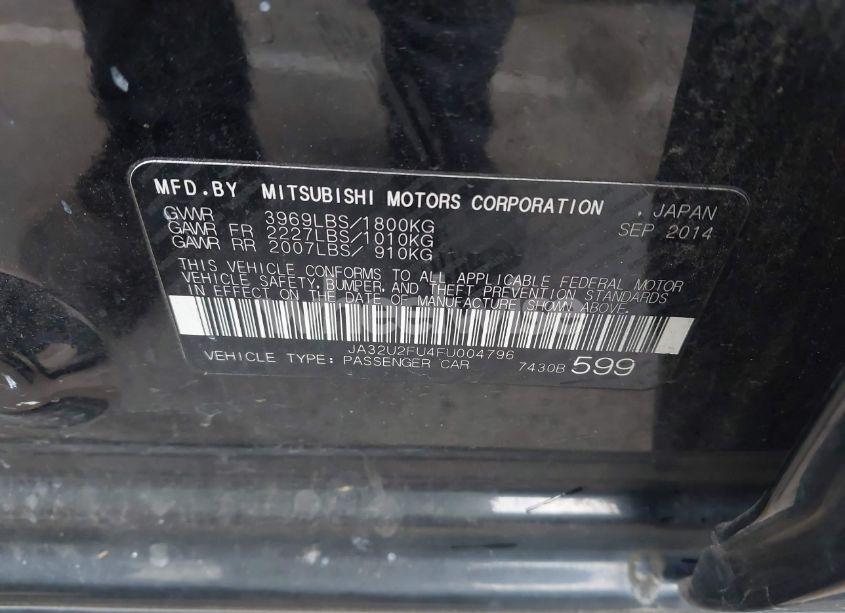 MFD.BY MITSUBISHI MOTORS CORPORATION , JAPAN
GWWR 3969LBS/1800KG SEP 2014
GAWR FR 2227LBS/1010KG
GAWR RR 2007LBS/ 910KG
THIS VEHICLE CONFORMS TO ALL APPLICABLE FEDERAL MOTOR
VEHICLE SAFETY, BUMPER, AND THEFT PREVENTION STANDARDS
IN EFFECT ON THE DATE OF MANUFACTURE SHOWN ABOVE.
JA32U2FU4FU004796
VEHICLE TYPE: PASSENGER CAR 7430B 599